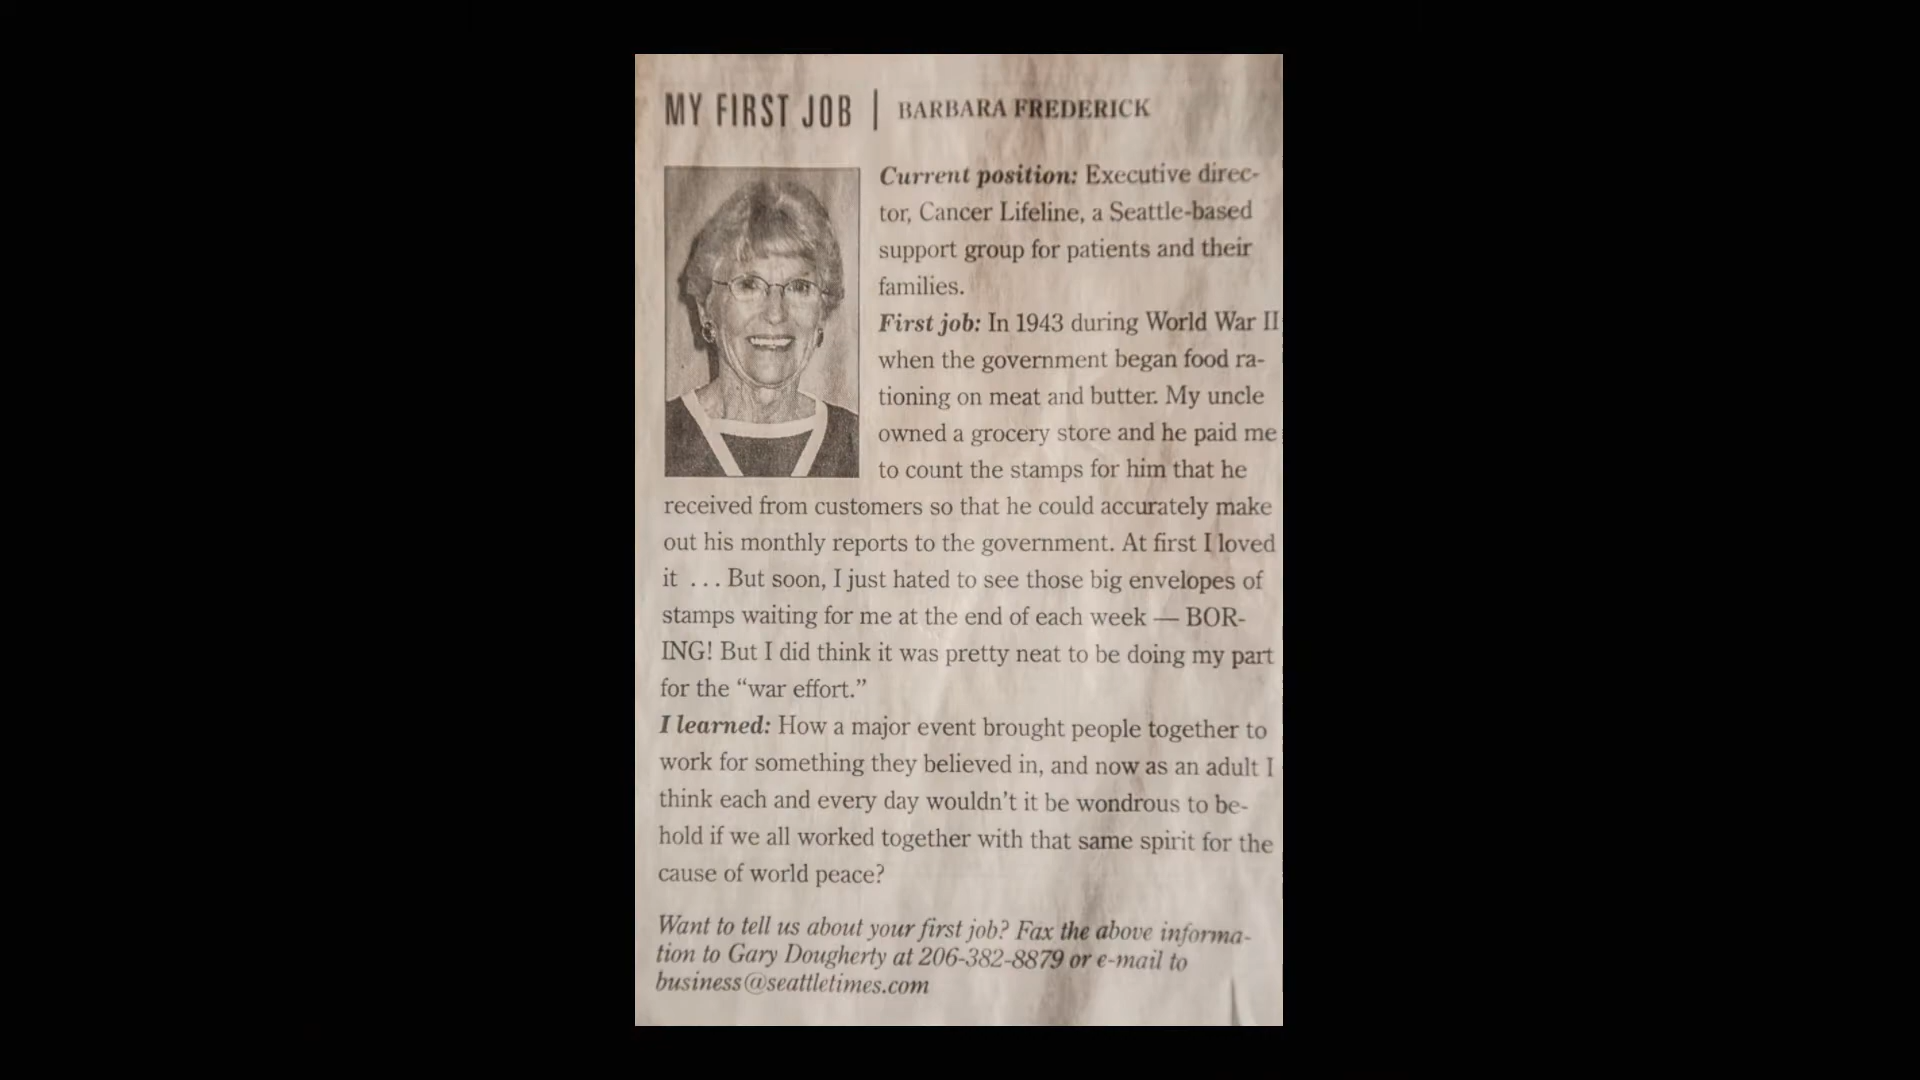 MY FIRST JOB | BARBARA FREDERICK
Current position: Executive direc-
tor, Cancer Lifeline, a Seattle-based
support group for patients and their
families.
First job: In 1943 during World War II
when the government began food ra-
tioning on meat and butter. My uncle
owned a grocery store and he paid me
to count the stamps for him that he
received from customers so that he could accurately make
out his monthly reports to the government. At first I loved
it . . . But soon, I just hated to see those big envelopes of
stamps waiting for me at the end of each week — BOR-
ING! But I did think it was pretty neat to be doing my part
for the “war effort.”
I learned: How a major event brought people together to
work for something they believed in, and now as an adult I
think each and every day wouldn’t it be wondrous to be-
hold if we all worked together with that same spirit for the
cause of world peace?
Want to tell us about your first job? Fax the above informa-
tion to Gary Dougherty at 206-382-8879 or e-mail to
business@seattletimes.com